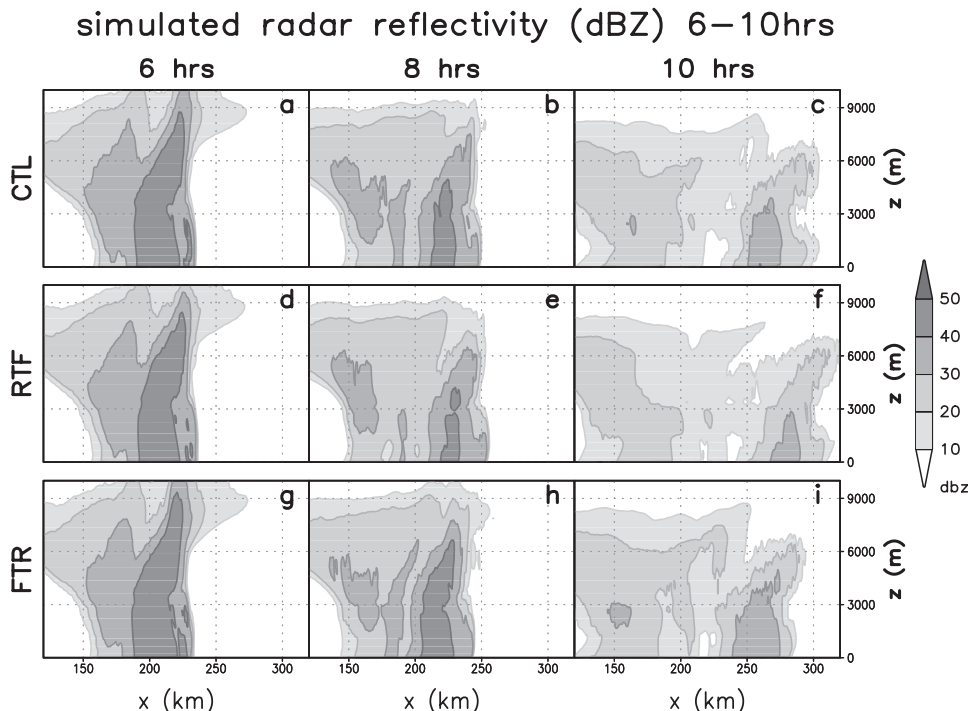 simulated radar reflectivity (dBZ) 6−10hrs
6 hrs 8 hrs 10 hrs
CTL a b c 9000 6000 3000 0 z (m)
RTF d e f 9000 6000 3000 0 z (m)
FTR g h i 9000 6000 3000 0 z (m)
50
40
30
20
10
dbz
150 200 250 300 150 200 250 300 150 200 250 300
x (km) x (km) x (km)